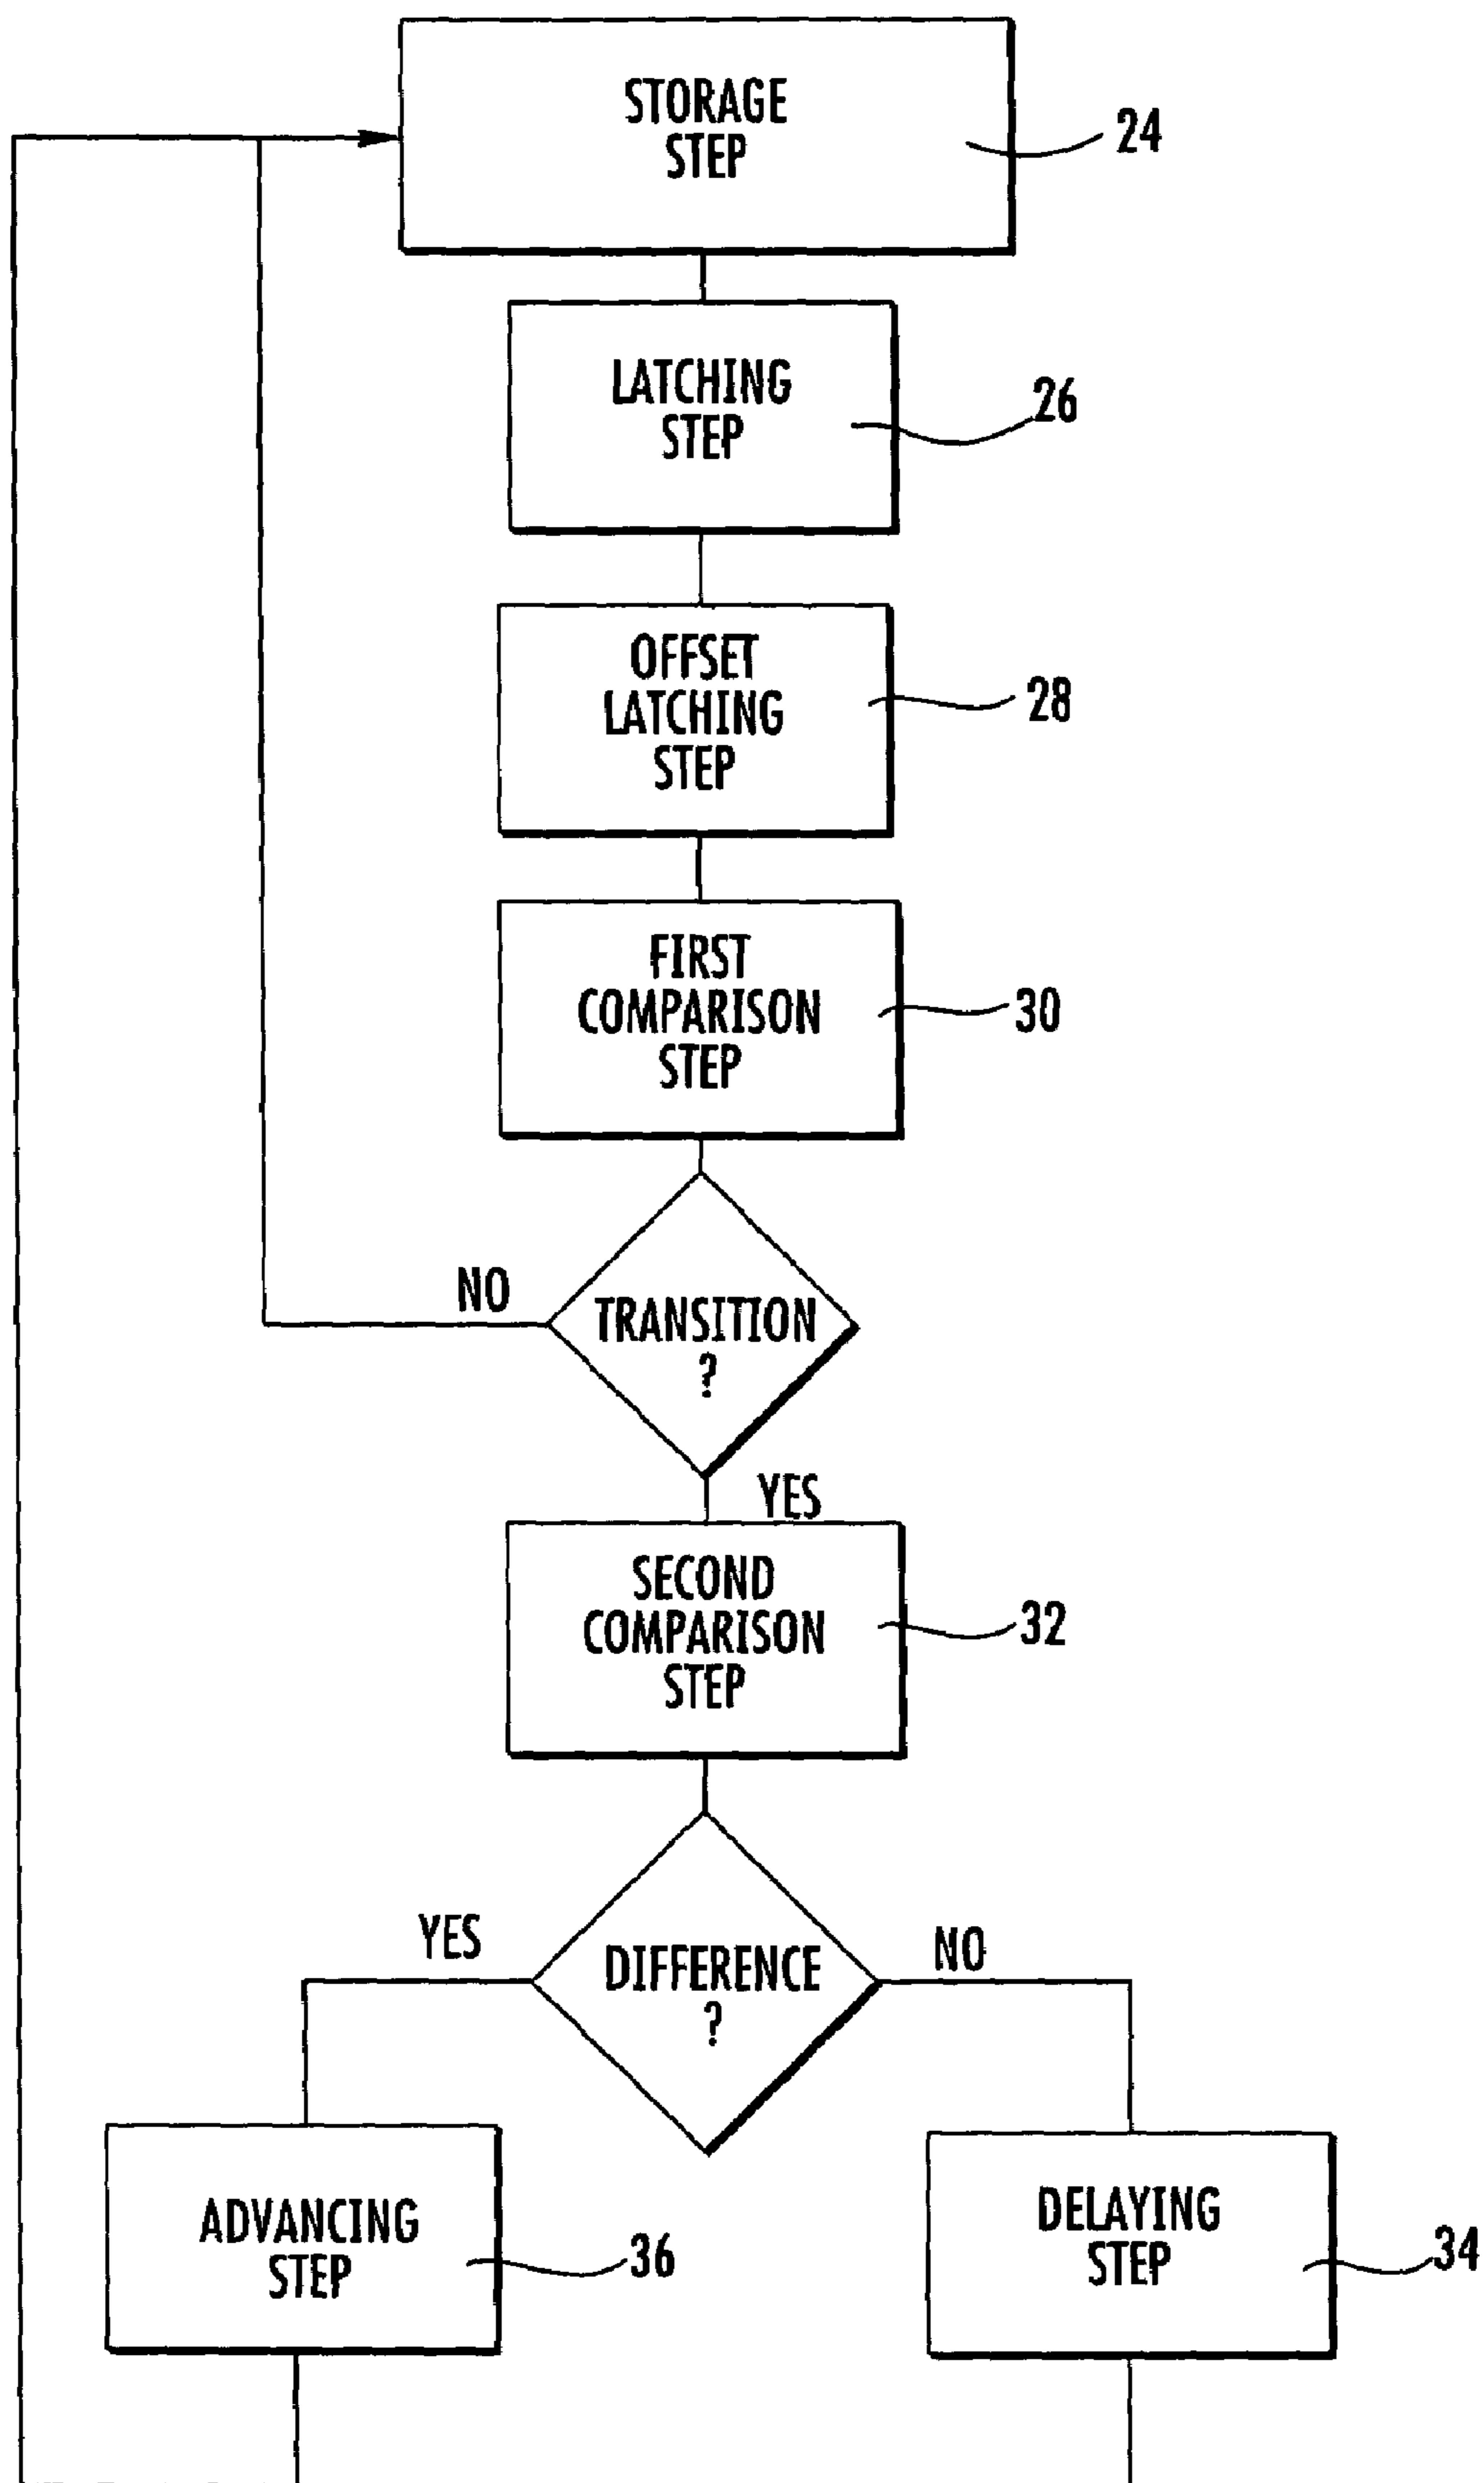 STORAGE
STEP
24
LATCHING
STEP
26
OFFSET
LATCHING
STEP
28
FIRST
COMPARISON
STEP
30
NO
TRANSITION
?
YES
SECOND
COMPARISON
STEP
32
YES
DIFFERENCE
?
NO
ADVANCING
STEP
36
DELAYING
STEP
34